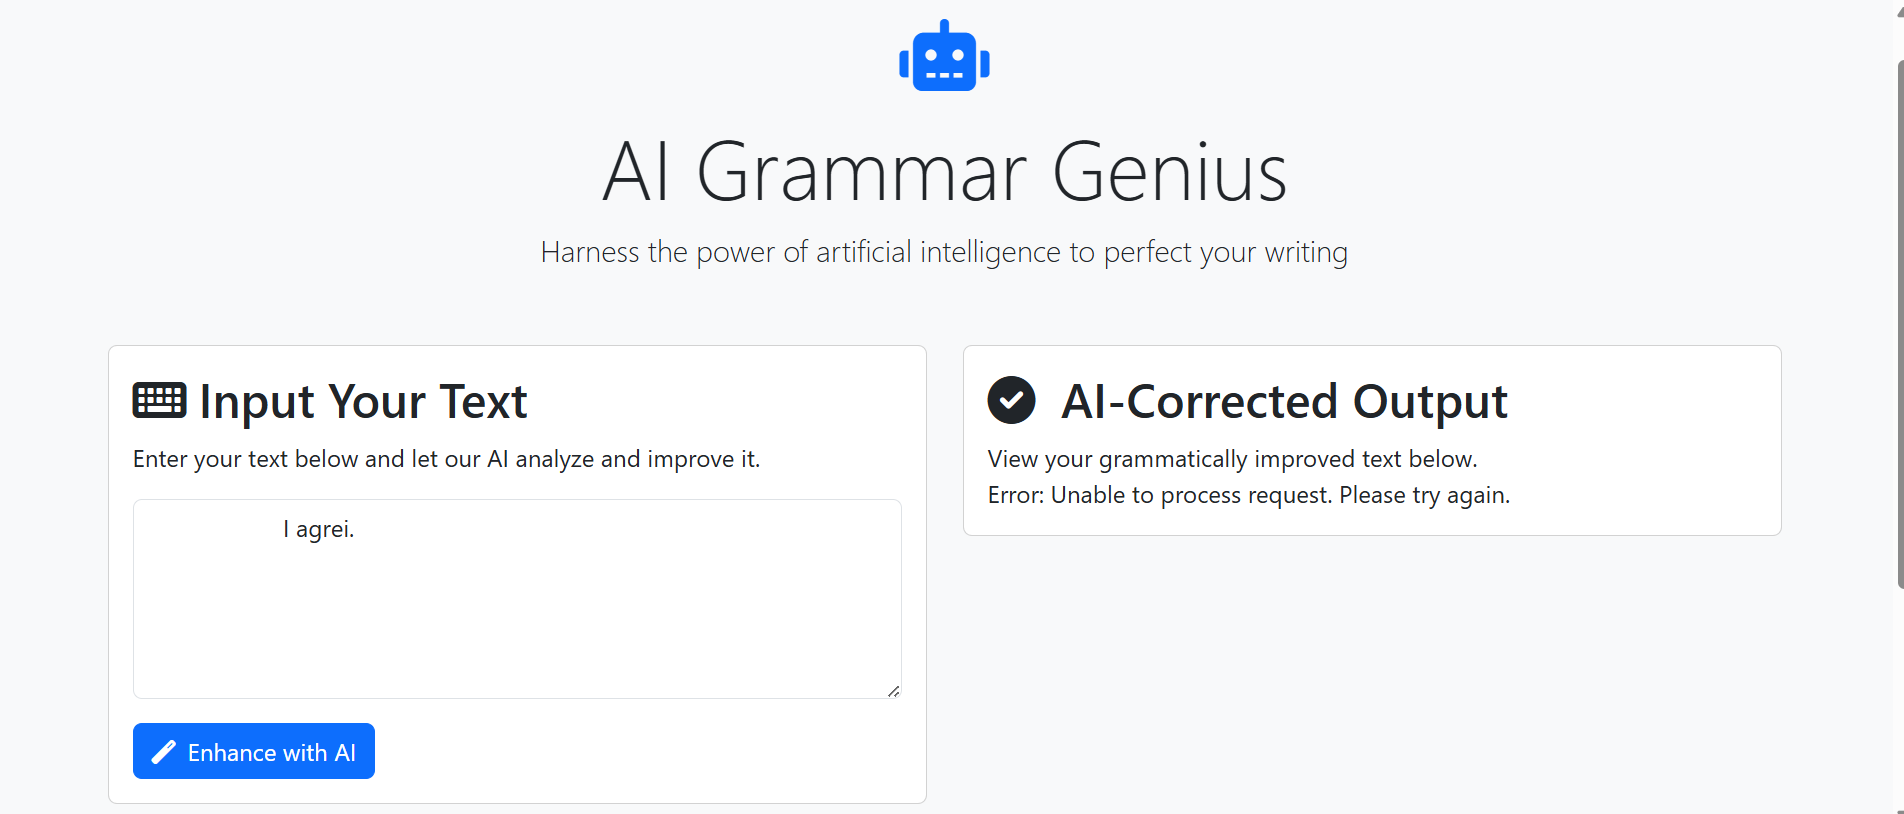 AI Grammar Genius
Harness the power of artificial intelligence to perfect your writing
Input Your Text
Enter your text below and let our AI analyze and improve it.
I agrei.
Enhance with AI
AI-Corrected Output
View your grammatically improved text below.
Error: Unable to process request. Please try again.